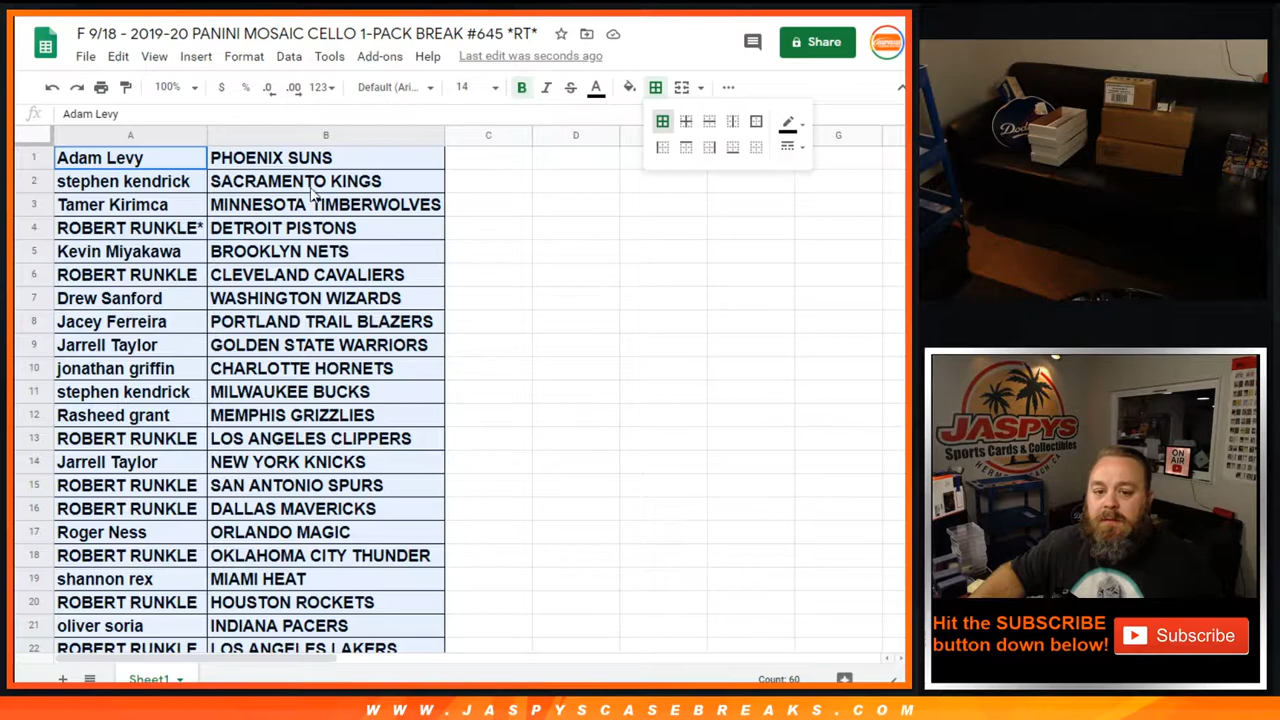 F 9/18 - 2019-20 PANINI MOSAIC CELLO 1-PACK BREAK #645 *RT*
File Edit View Insert Format Data Tools Add-ons Help Last edit was seconds ago
Share
100% $ % .0 .00 123 Default (Ari... 14 B I S A
fx Adam Levy
A B C D G
1 Adam Levy PHOENIX SUNS
2 stephen kendrick SACRAMENTO KINGS
3 Tamer Kirimca MINNESOTA TIMBERWOLVES
4 ROBERT RUNKLE* DETROIT PISTONS
5 Kevin Miyakawa BROOKLYN NETS
6 ROBERT RUNKLE CLEVELAND CAVALIERS
7 Drew Sanford WASHINGTON WIZARDS
8 Jacey Ferreira PORTLAND TRAIL BLAZERS
9 Jarrell Taylor GOLDEN STATE WARRIORS
10 jonathan griffin CHARLOTTE HORNETS
11 stephen kendrick MILWAUKEE BUCKS
12 Rasheed grant MEMPHIS GRIZZLIES
13 ROBERT RUNKLE LOS ANGELES CLIPPERS
14 Jarrell Taylor NEW YORK KNICKS
15 ROBERT RUNKLE SAN ANTONIO SPURS
16 ROBERT RUNKLE DALLAS MAVERICKS
17 Roger Ness ORLANDO MAGIC
18 ROBERT RUNKLE OKLAHOMA CITY THUNDER
19 shannon rex MIAMI HEAT
20 ROBERT RUNKLE HOUSTON ROCKETS
21 oliver soria INDIANA PACERS
22 ROBERT RUNKLE LOS ANGELES LAKERS
Sheet1
Count: 60
Dodgers
JASPYS
Sports Cards & Collectibles
ON AIR
Hit the SUBSCRIBE
button down below!
Subscribe
WWW.JASPYSCASEBREAKS.COM